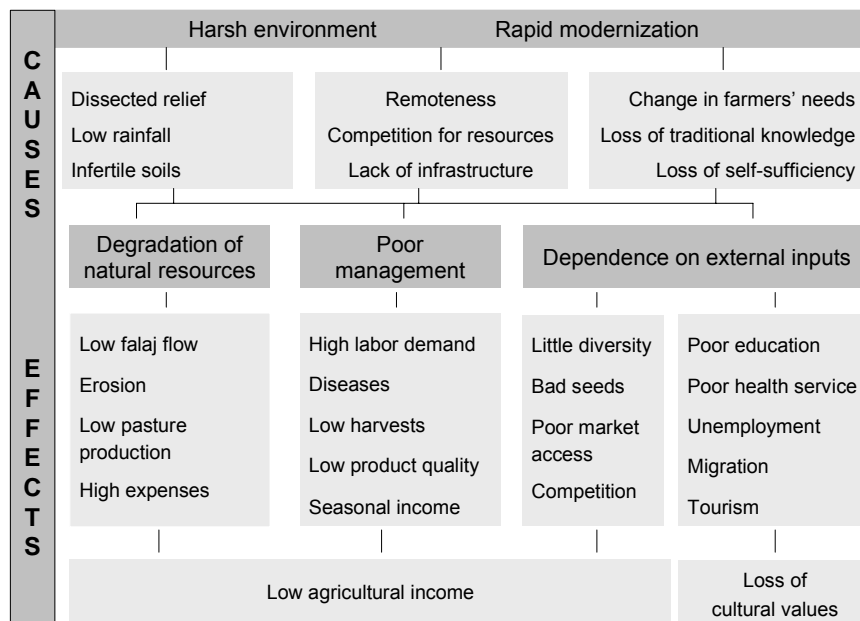 CAUSES
EFFECTS
Harsh environment Rapid modernization
Dissected relief
Low rainfall
Infertile soils
Remoteness
Competition for resources
Lack of infrastructure
Change in farmers’ needs
Loss of traditional knowledge
Loss of self-sufficiency
Degradation of
natural resources
Poor
management
Dependence on external inputs
Low falaj flow
Erosion
Low pasture
production
High expenses
High labor demand
Diseases
Low harvests
Low product quality
Seasonal income
Little diversity
Bad seeds
Poor market
access
Competition
Poor education
Poor health service
Unemployment
Migration
Tourism
Low agricultural income
Loss of
cultural values